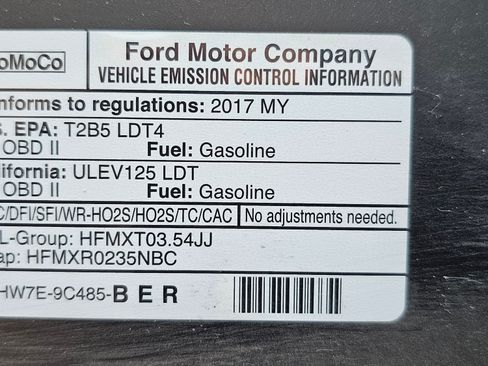 oMoCo
Ford Motor Company
VEHICLE EMISSION CONTROL INFORMATION
nforms to regulations: 2017 MY
S. EPA: T2B5 LDT4
OBD II Fuel: Gasoline
alifornia: ULEV125 LDT
OBD II Fuel: Gasoline
C/DFI/SFI/WR-HO2S/HO2S/TC/CAC No adjustments needed.
L-Group: HFMXT03.54JJ
ap: HFMXR0235NBC
HW7E-9C485-BER